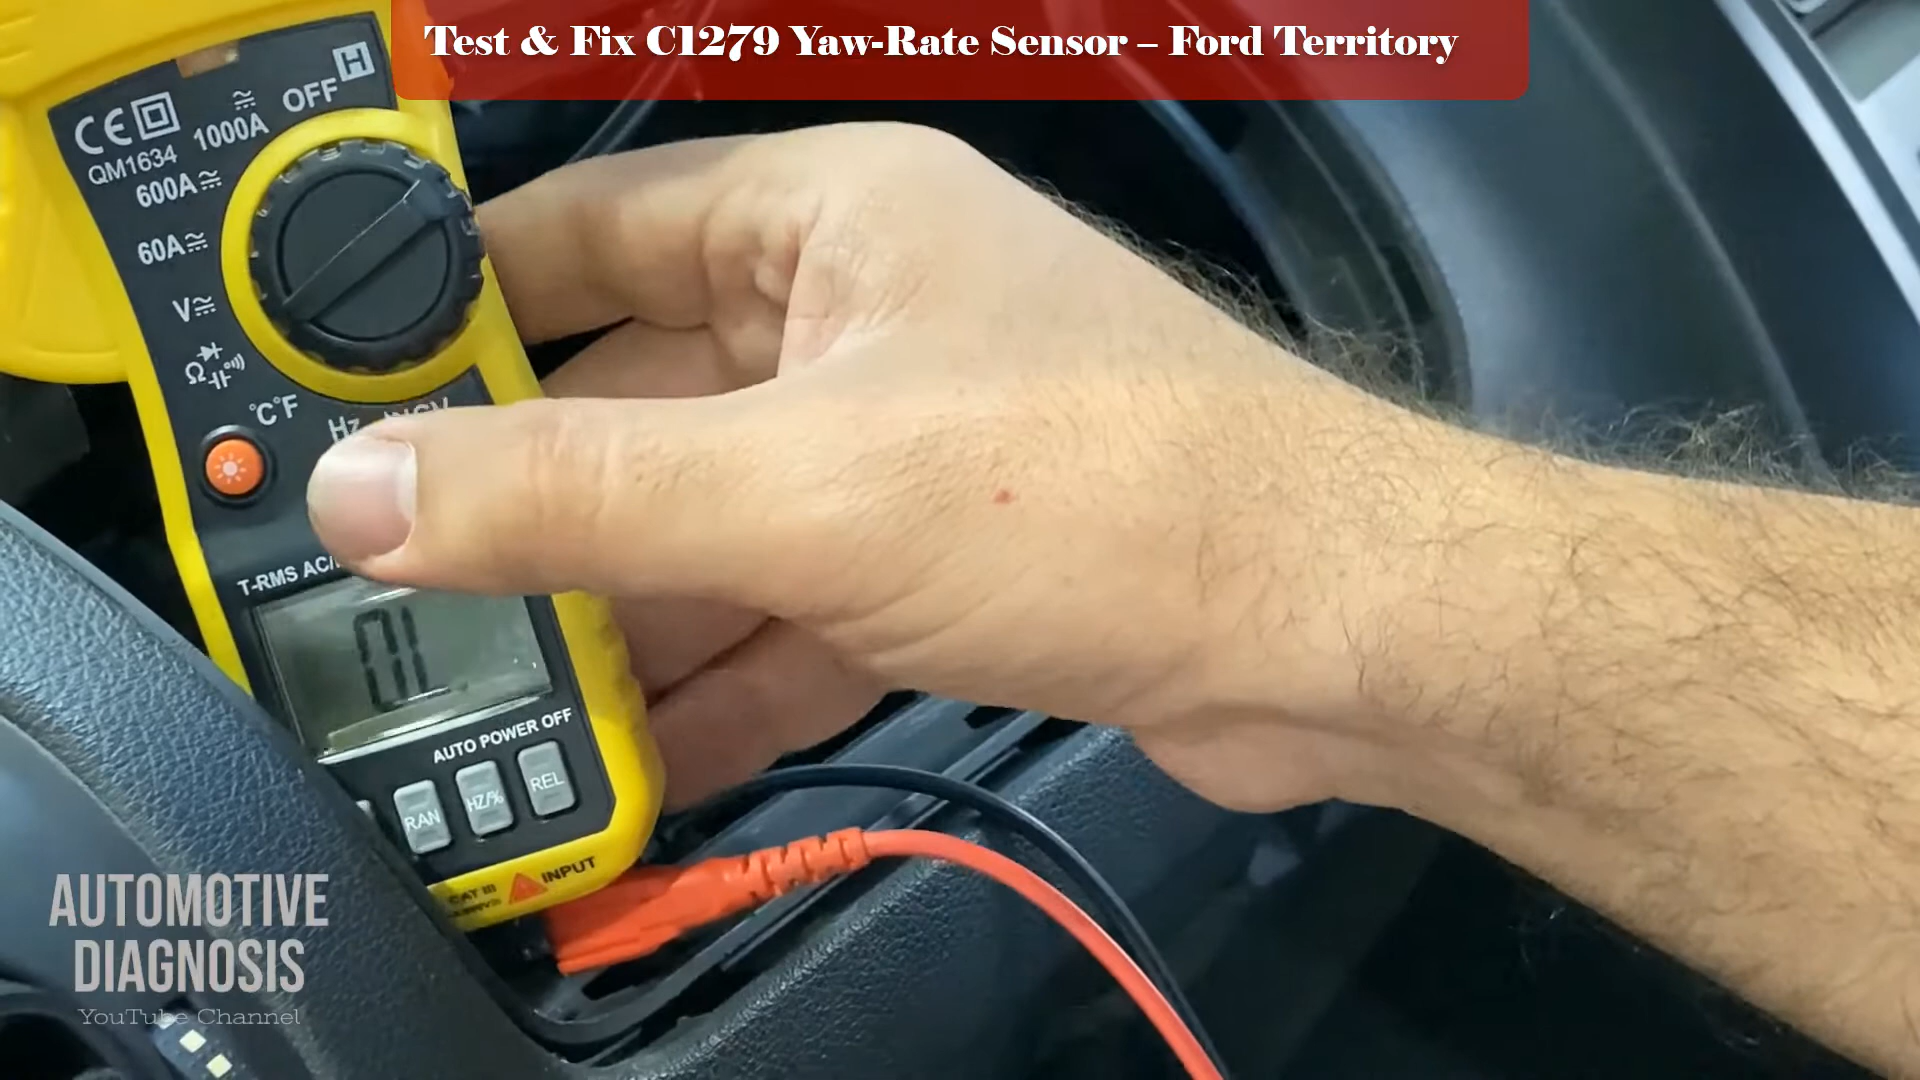 Test & Fix C1279 Yaw-Rate Sensor – Ford Territory
H
OFF
1000A
CE
QM1634
600A
60A
V
Ω
°C°F
Hz
T-RMS AC/
OL
AUTO POWER OFF
RAN
HZ/%
REL
CAT III
INPUT
AUTOMOTIVE
DIAGNOSIS
YouTube Channel